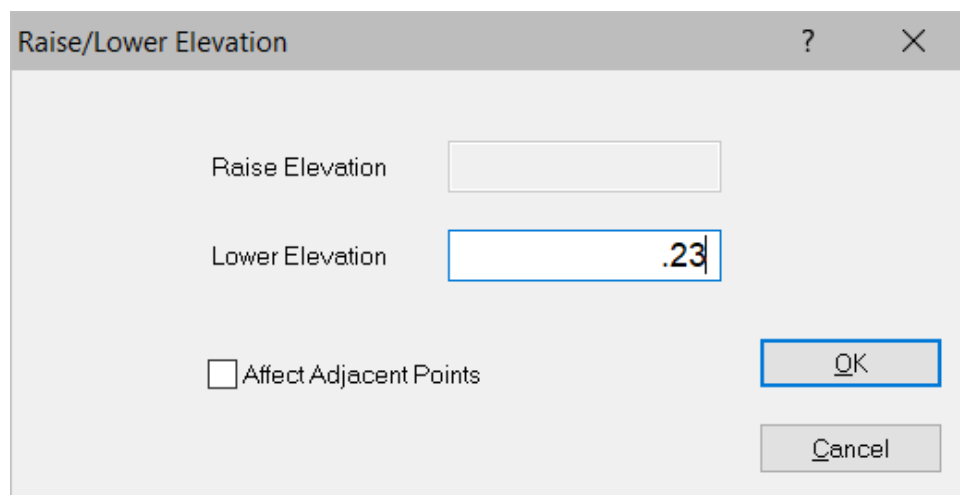 Raise/Lower Elevation ? X
Raise Elevation
Lower Elevation .23
Affect Adjacent Points
OK
Cancel